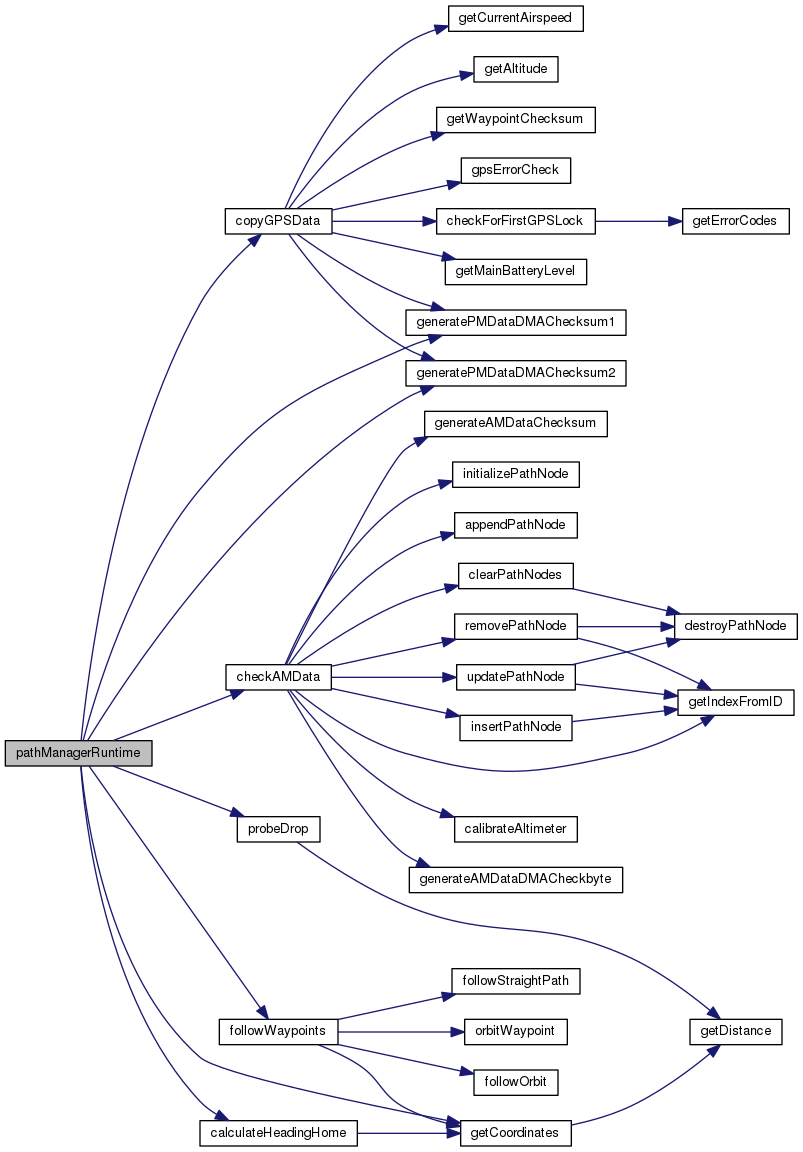 getCurrentAirspeed
getAltitude
getWaypointChecksum
gpsErrorCheck
copyGPSData
checkForFirstGPSLock
getErrorCodes
getMainBatteryLevel
generatePMDataDMAChecksum1
generatePMDataDMAChecksum2
generateAMDataChecksum
initializePathNode
appendPathNode
clearPathNodes
removePathNode
destroyPathNode
checkAMData
updatePathNode
getIndexFromID
insertPathNode
pathManagerRuntime
probeDrop
calibrateAltimeter
generateAMDataDMACheckbyte
followStraightPath
followWaypoints
orbitWaypoint
getDistance
followOrbit
calculateHeadingHome
getCoordinates